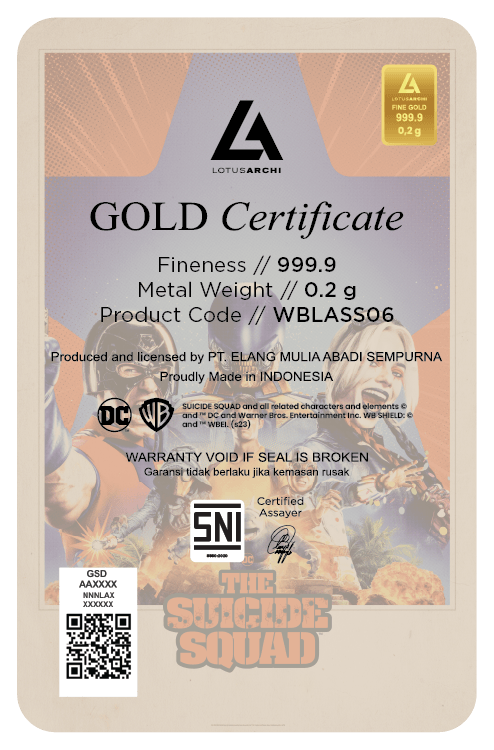 LOTUSARCHI
FINE GOLD
999.9
0,2 g
LOTUSARCHI
GOLD Certificate
Fineness // 999.9
Metal Weight // 0.2 g
Product Code // WBLASS06
Produced and licensed by PT. ELANG MULIA ABADI SEMPURNA
Proudly Made in INDONESIA
DC WB
SUICIDE SQUAD and all related characters and elements ©
and ™ DC and Warner Bros. Entertainment Inc. WB SHIELD: ©
and ™ WBEI. (s23)
WARRANTY VOID IF SEAL IS BROKEN
Garansi tidak berlaku jika kemasan rusak
SNI
Certified
Assayer
GSD
AAXXXX
NNNLAX
XXXXXX
THE
SUICIDE
SQUAD